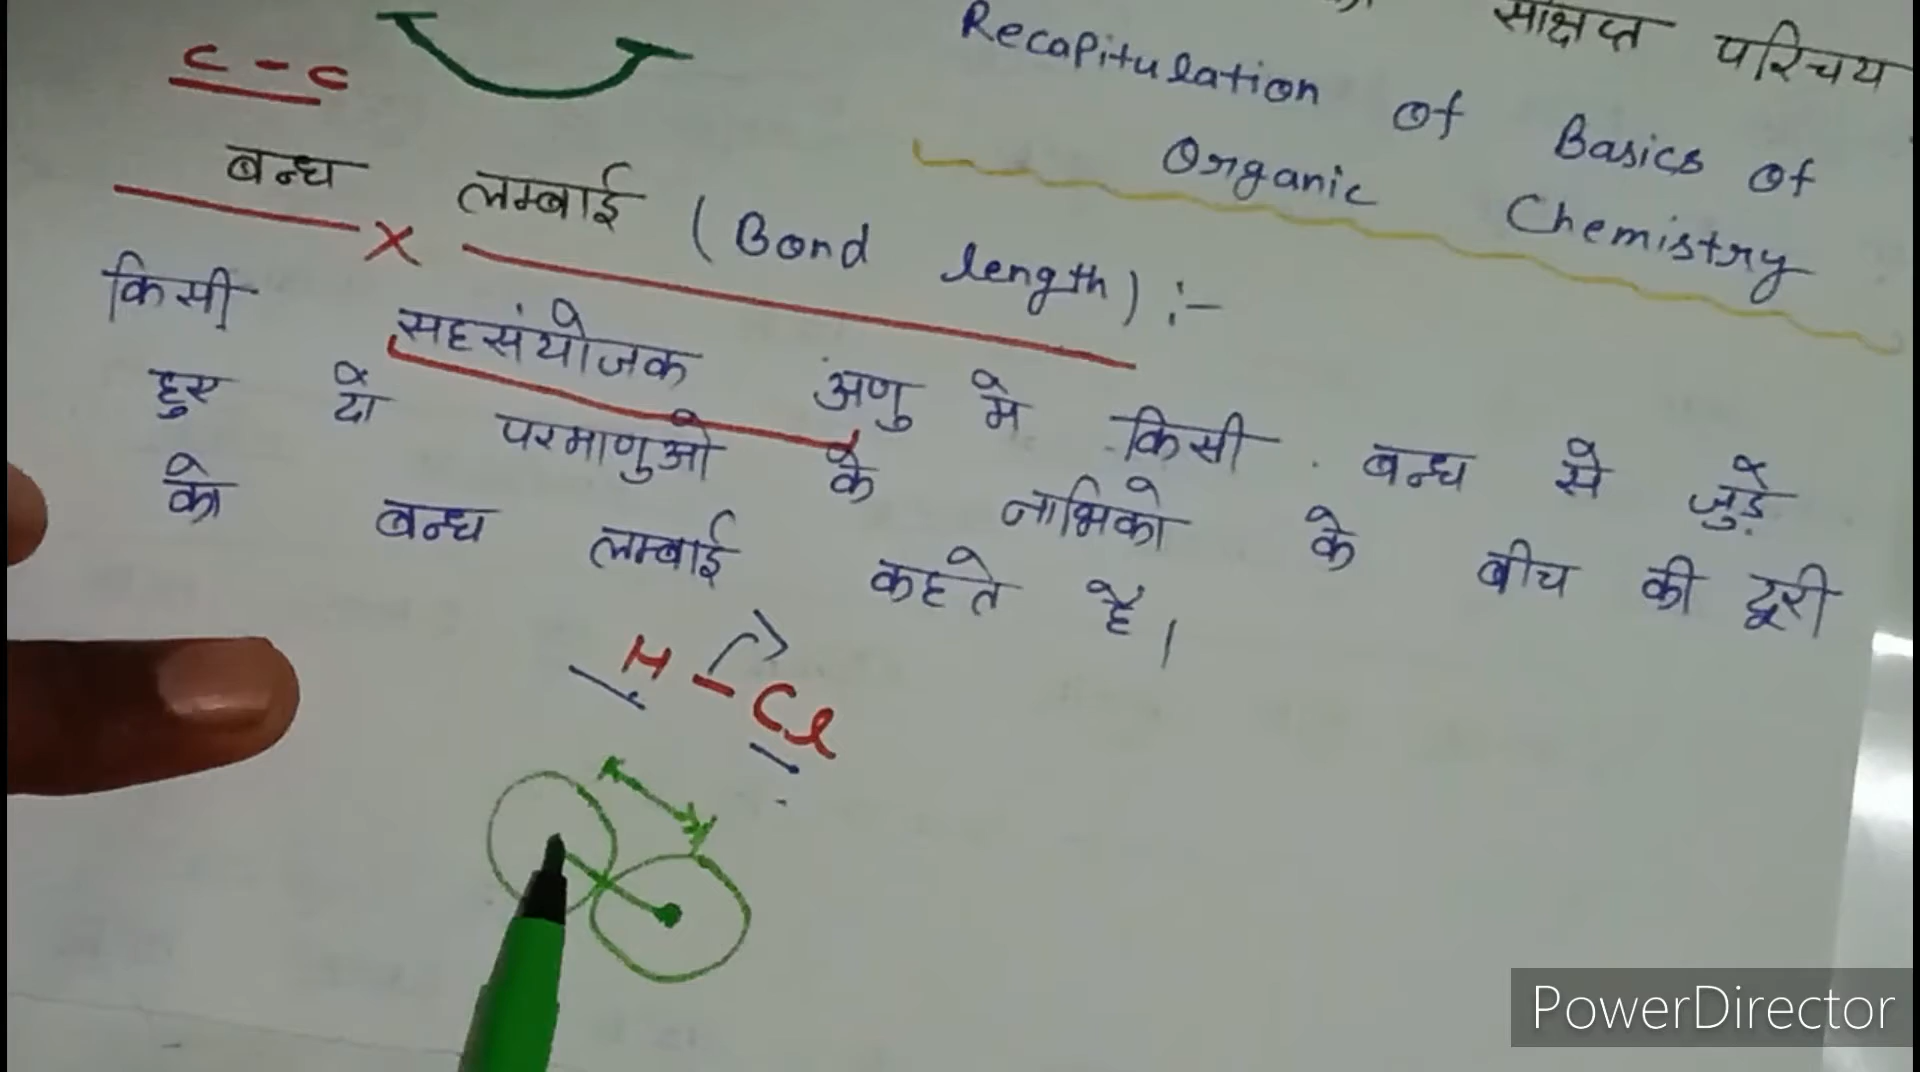 संक्षिप्त परिचय
Recapitulation of Basics of
Organic Chemistry
C - C
बन्ध लम्बाई (Bond length) :-
किसी सहसंयोजक अणु मे किसी बन्ध से जुड़े
हुए दो परमाणुओ के नाभिको के बीच की दूरी
को बन्ध लम्बाई कहते है।
H - Cl
PowerDirector